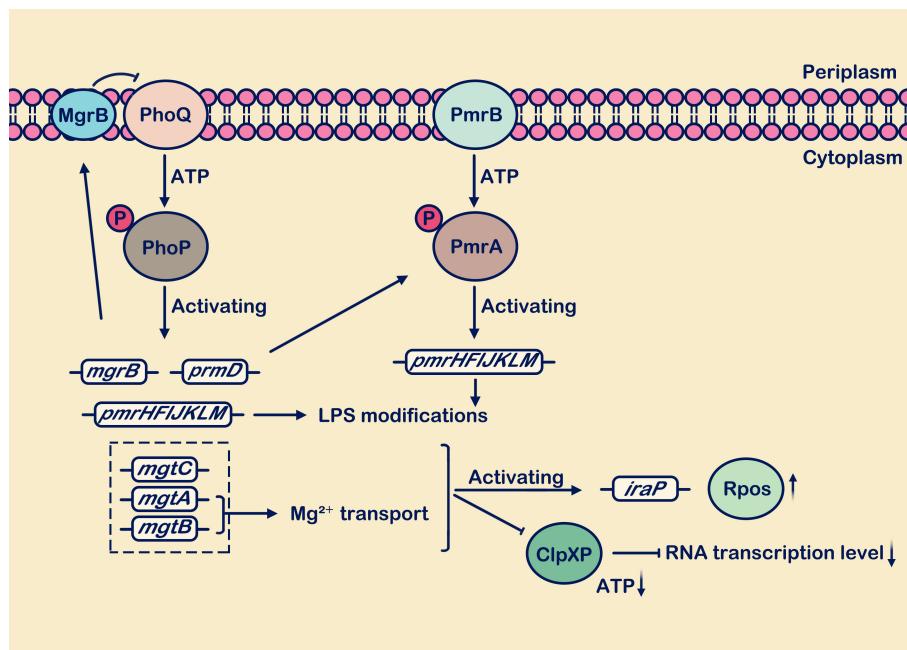 Periplasm
MgrB
PhoQ
PmrB
Cytoplasm
ATP
ATP
P
P
PhoP
PmrA
Activating
Activating
mgrB
prmD
pmrHFIJKLM
pmrHFIJKLM
LPS modifications
mgtC
mgtA
mgtB
Mg²⁺ transport
Activating
iraP
Rpos
ClpXP
RNA transcription level
ATP